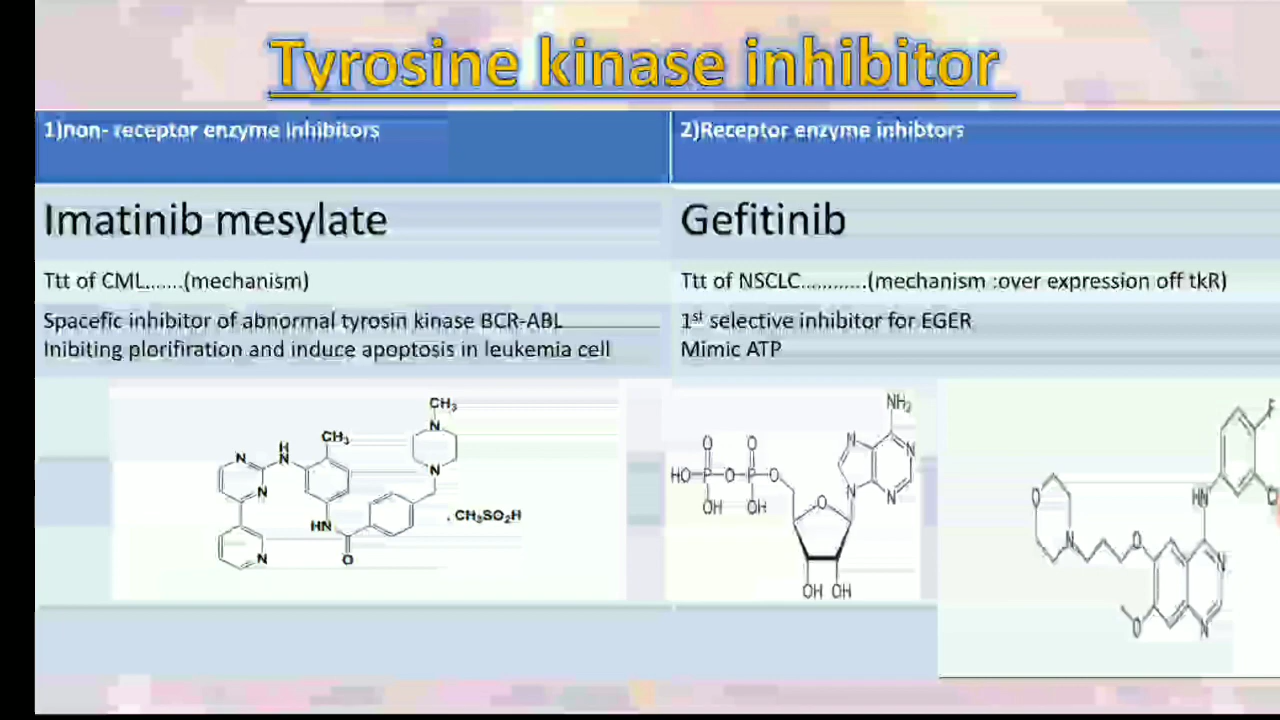 Tyrosine kinase inhibitor
1)non- receptor enzyme inhibitors
2)Receptor enzyme inhibtors
Imatinib mesylate
Gefitinib
Ttt of CML.......(mechanism)
Ttt of NSCLC............(mechanism :over expression off tkR)
Spacefic inhibitor of abnormal tyrosin kinase BCR-ABL
Inibiting plorifiration and induce apoptosis in leukemia cell
1st selective inhibitor for EGER
Mimic ATP
CH3
N
CH3
H
N
N
N
N
HN
O
N
. CH3SO2H
NH2
N
N
N
N
O
O
HO
P
O
P
O
OH
OH
O
OH OH
F
Cl
HN
O
N
O
N
O
N